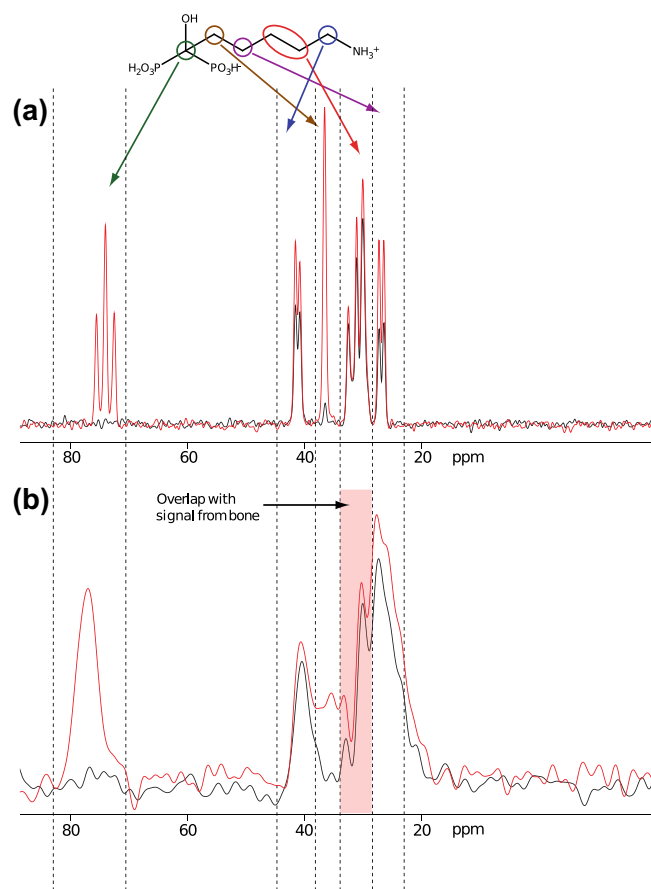 OH
H₂O₃P
PO₃H⁻
NH₃⁺
(a)
80 60 40 20 ppm
(b)
Overlap with
signal from bone
80 60 40 20 ppm